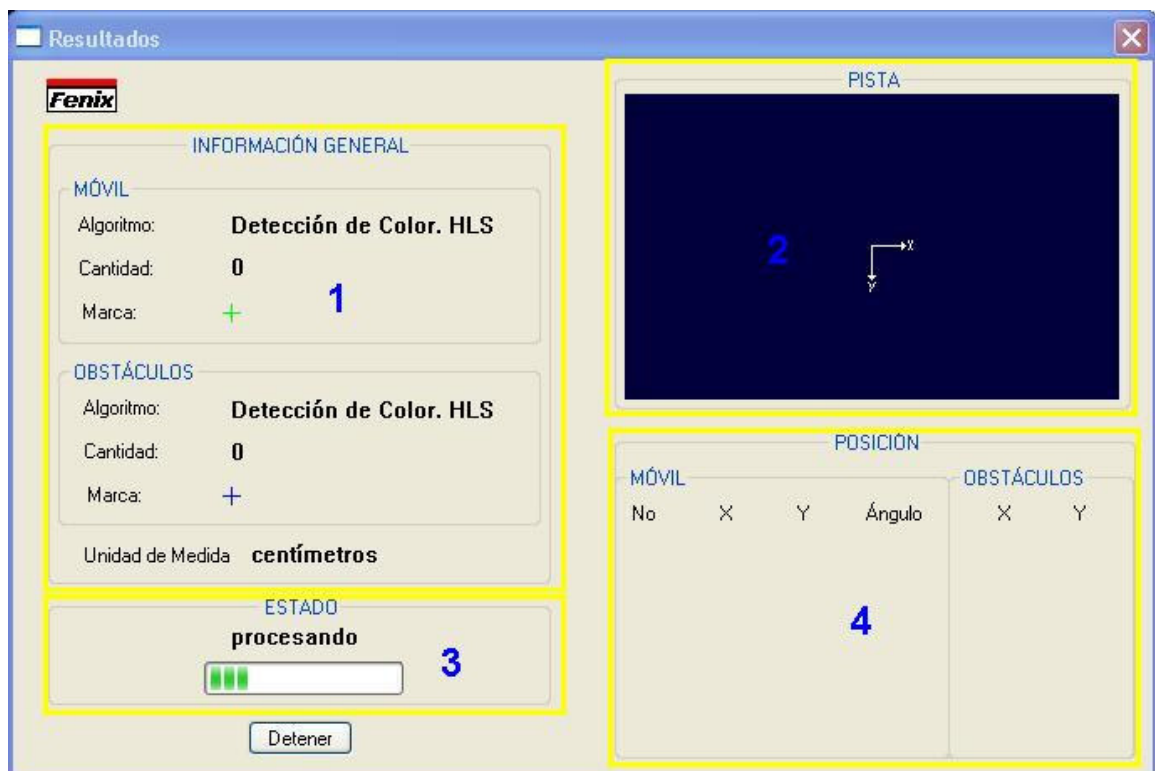 Resultados
Fenix
INFORMACIÓN GENERAL
MÓVIL
Algoritmo: Detección de Color. HLS
Cantidad: 0
Marca: +
1
OBSTÁCULOS
Algoritmo: Detección de Color. HLS
Cantidad: 0
Marca: +
Unidad de Medida centímetros
ESTADO
procesando
3
Detener
PISTA
2
X
Y
POSICIÓN
MÓVIL OBSTÁCULOS
No X Y Ángulo X Y
4